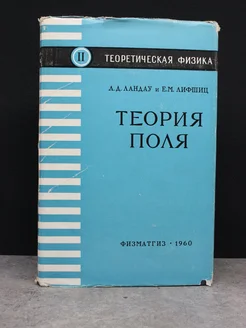 II ТЕОРЕТИЧЕСКАЯ ФИЗИКА
Л.Д. ЛАНДАУ и Е.М. ЛИФШИЦ
ТЕОРИЯ
ПОЛЯ
ФИЗМАТГИЗ · 1960